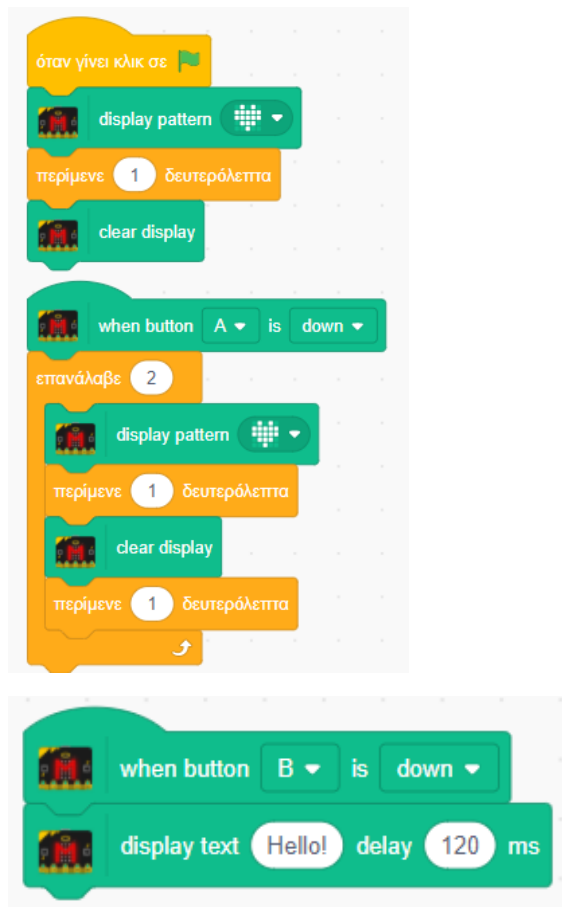 όταν γίνει κλικ σε
display pattern
περίμενε 1 δευτερόλεπτα
clear display
when button A is down
επανάλαβε 2
display pattern
περίμενε 1 δευτερόλεπτα
clear display
περίμενε 1 δευτερόλεπτα
when button B is down
display text Hello! delay 120 ms